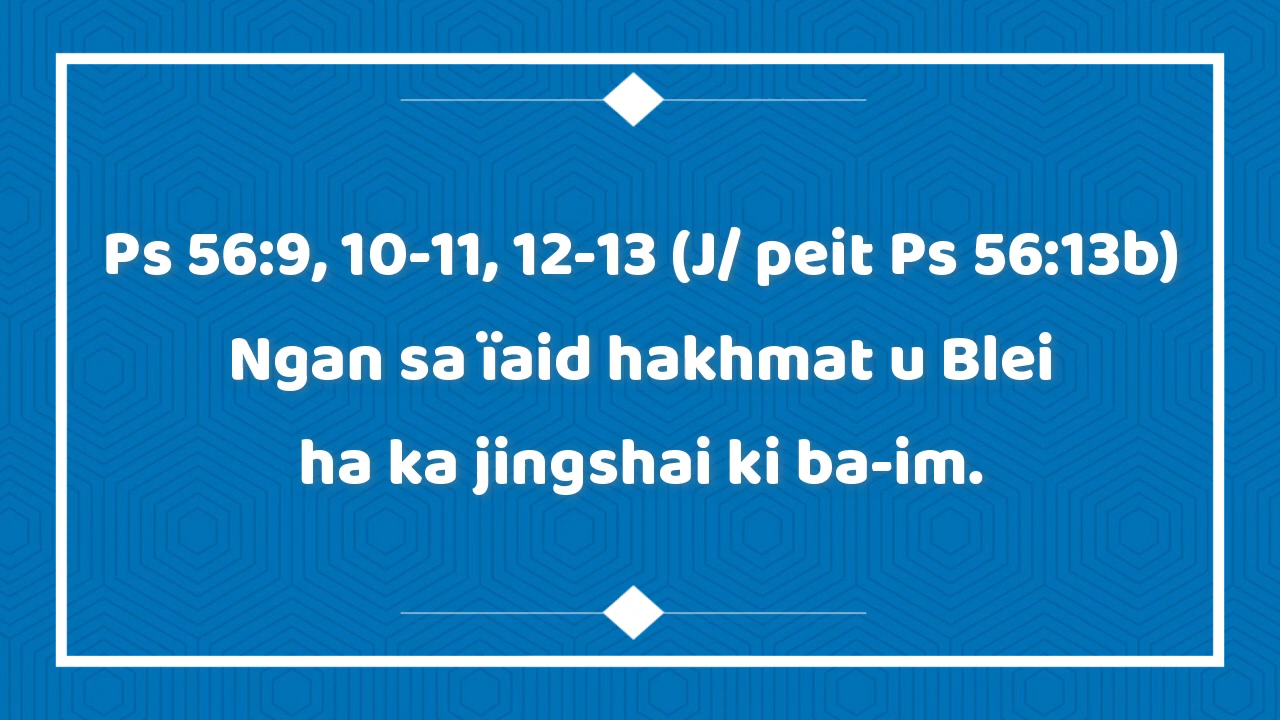 Ps 56:9, 10-11, 12-13 (J/ peit Ps 56:13b)
Ngan sa ïaid hakhmat u Blei
ha ka jingshai ki ba-im.